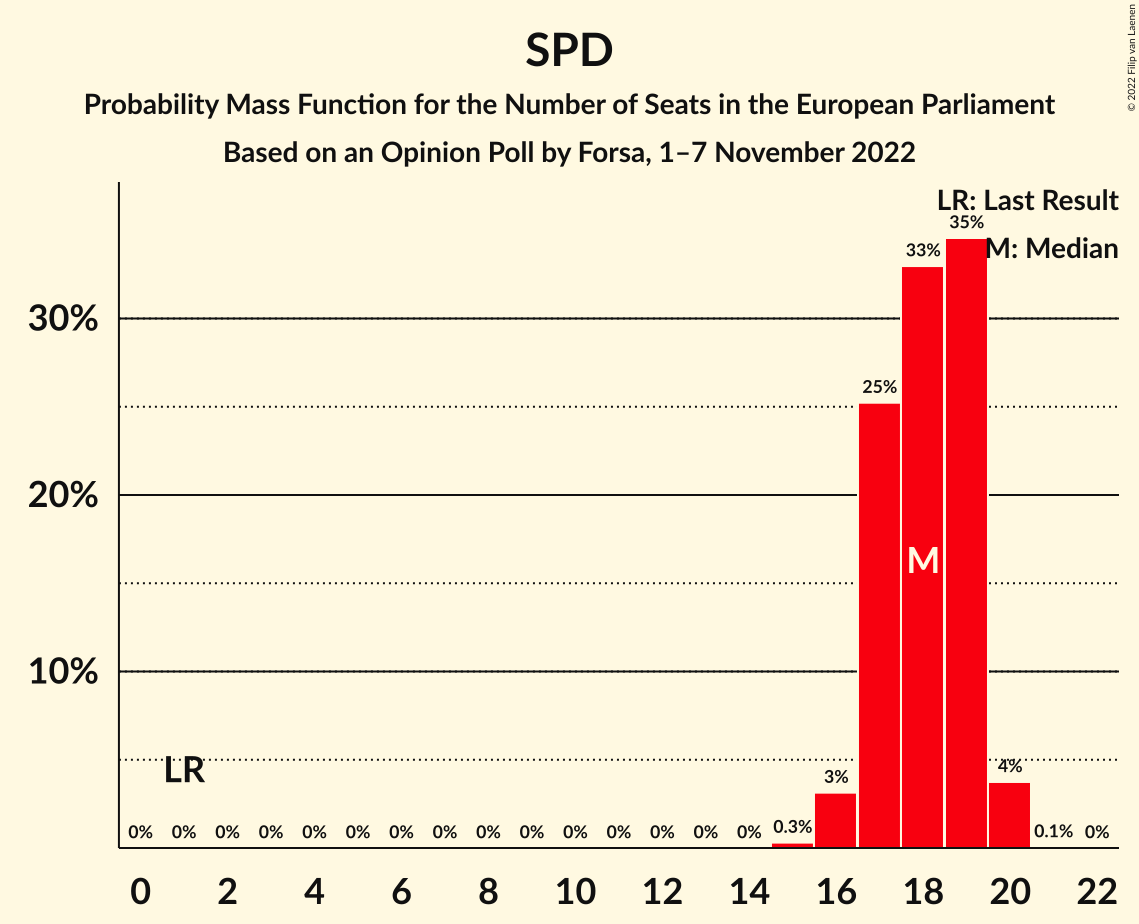 SPD
Probability Mass Function for the Number of Seats in the European Parliament
Based on an Opinion Poll by Forsa, 1–7 November 2022
© 2022 Filip van Laenen
LR: Last Result
M: Median
35%
33%
30%
25%
20%
M
10%
LR
3%
4%
0% 0% 0% 0% 0% 0% 0% 0% 0% 0% 0% 0% 0% 0% 0% 0.3% 0.1% 0%
0 2 4 6 8 10 12 14 16 18 20 22